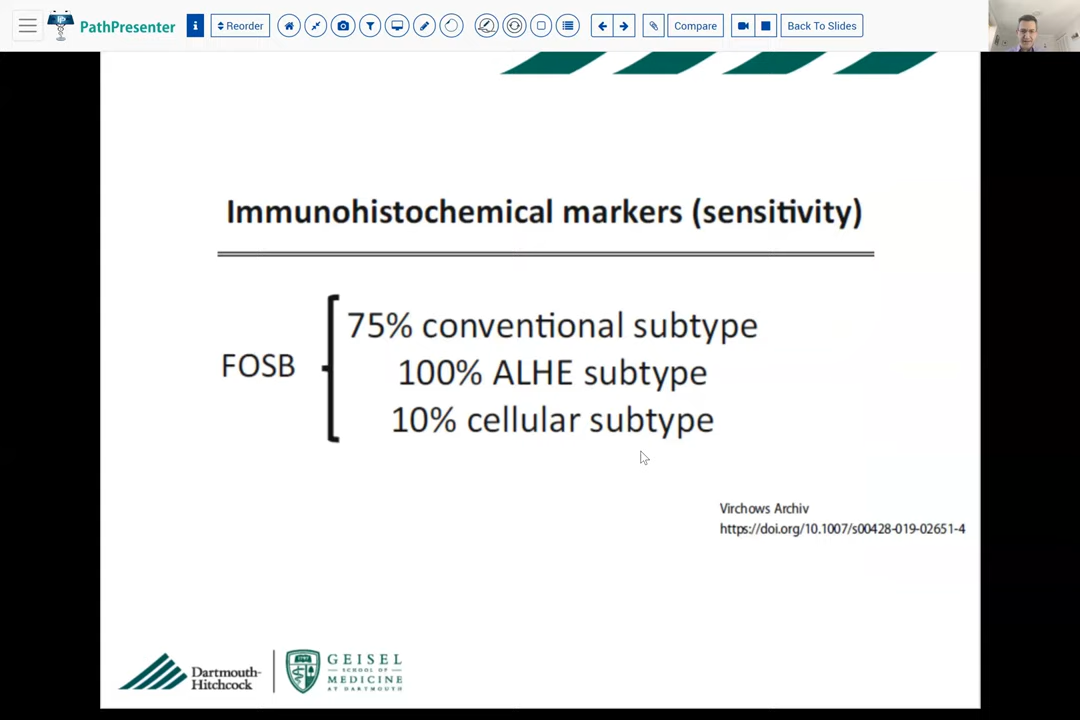 PathPresenter
Reorder
Compare
Back To Slides
Immunohistochemical markers (sensitivity)
75% conventional subtype
FOSB
100% ALHE subtype
10% cellular subtype
Virchows Archiv
https://doi.org/10.1007/s00428-019-02651-4
Dartmouth-
Hitchcock
GEISEL
SCHOOL OF
MEDICINE
AT DARTMOUTH